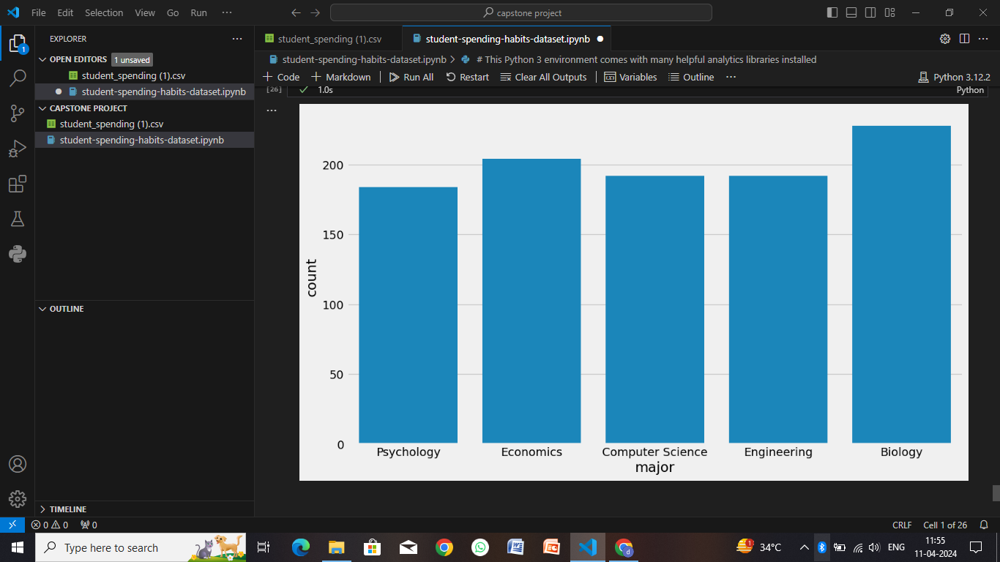 File Edit Selection View Go Run ···
capstone project
EXPLORER
OPEN EDITORS 1 unsaved
student_spending (1).csv
student-spending-habits-dataset.ipynb
CAPSTONE PROJECT
student_spending (1).csv
student-spending-habits-dataset.ipynb
OUTLINE
TIMELINE
1
student_spending (1).csv
student-spending-habits-dataset.ipynb
student-spending-habits-dataset.ipynb > # This Python 3 environment comes with many helpful analytics libraries installed
+ Code + Markdown Run All Restart Clear All Outputs Variables Outline ··· Python 3.12.2
[26] ✓ 1.0s Python
200
150
100
50
0
count
Psychology Economics Computer Science Engineering Biology
major
0 0 0 CRLF Cell 1 of 26
Type here to search
1 34°C ENG 11:55
11-04-2024